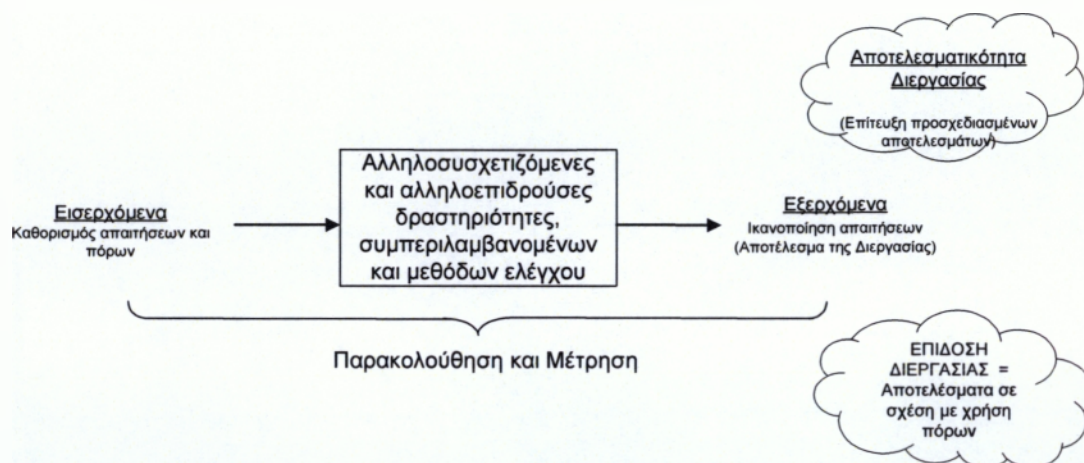 Αποτελεσματικότητα
Διεργασίας
(Επίτευξη προσχεδιασμένων
αποτελεσμάτων)
Εισερχόμενα
Καθορισμός απαιτήσεων και
πόρων
Αλληλοσυσχετιζόμενες
και αλληλοεπιδρούσες
δραστηριότητες,
συμπεριλαμβανομένων
και μεθόδων ελέγχου
Εξερχόμενα
Ικανοποίηση απαιτήσεων
(Αποτέλεσμα της Διεργασίας)
Παρακολούθηση και Μέτρηση
ΕΠΙΔΟΣΗ
ΔΙΕΡΓΑΣΙΑΣ =
Αποτελέσματα σε
σχέση με χρήση
πόρων